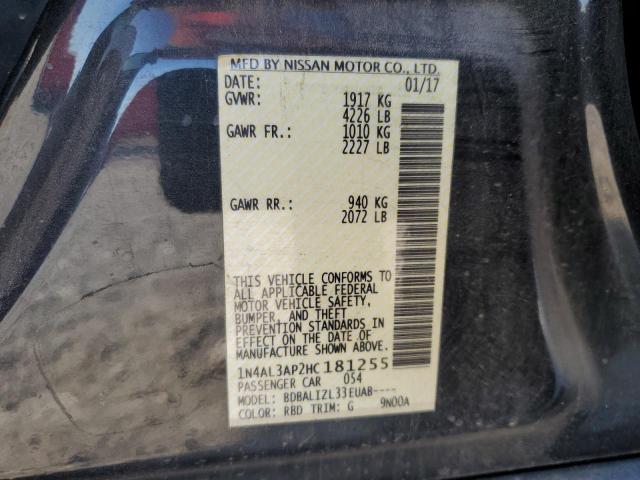 MFD BY NISSAN MOTOR CO., LTD.
DATE: 01/17
GVWR: 1917 KG
4226 LB
GAWR FR.: 1010 KG
2227 LB
GAWR RR.: 940 KG
2072 LB
THIS VEHICLE CONFORMS TO
ALL APPLICABLE FEDERAL
MOTOR VEHICLE SAFETY,
BUMPER, AND THEFT
PREVENTION STANDARDS IN
EFFECT ON THE DATE OF
MANUFACTURE SHOWN ABOVE.
1N4AL3AP2HC 181255
PASSENGER CAR 054
MODEL: BDBALIZL33EUAB----
COLOR: RBD TRIM: G 9N00A